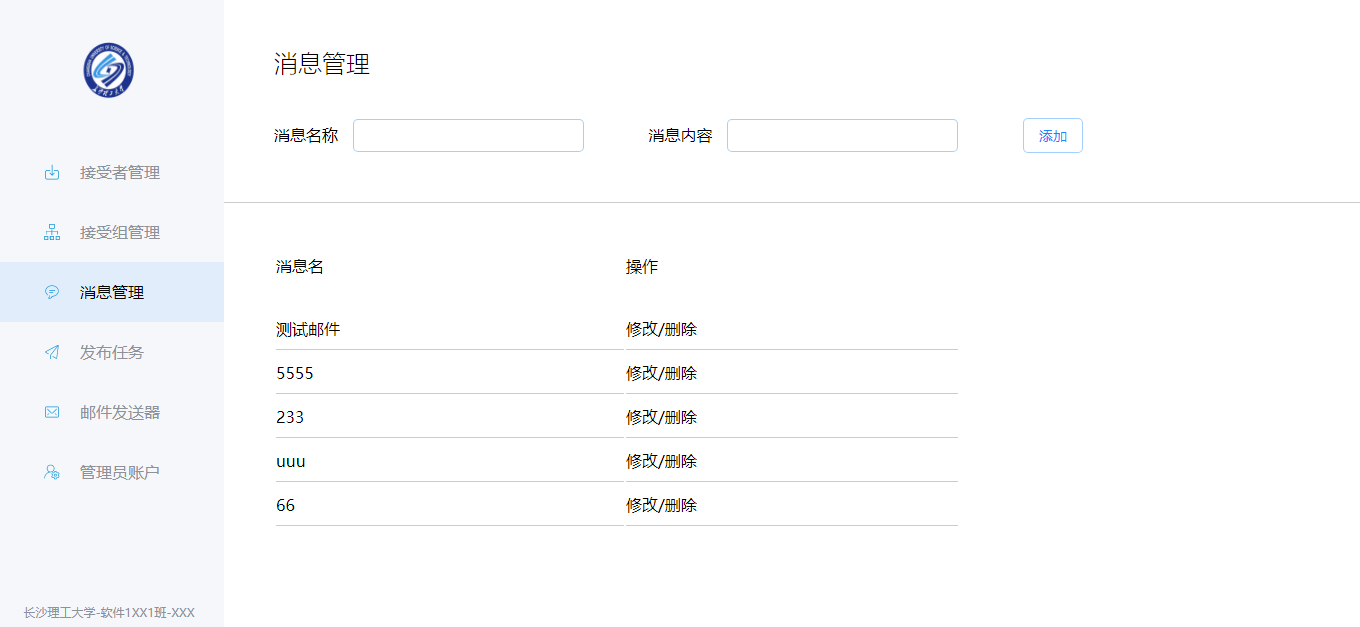 接受者管理
接受组管理
消息管理
发布任务
邮件发送器
管理员账户
长沙理工大学-软件1XX1班-XXX
消息管理
消息名称 消息内容 添加
消息名 操作
测试邮件 修改/删除
5555 修改/删除
233 修改/删除
uuu 修改/删除
66 修改/删除